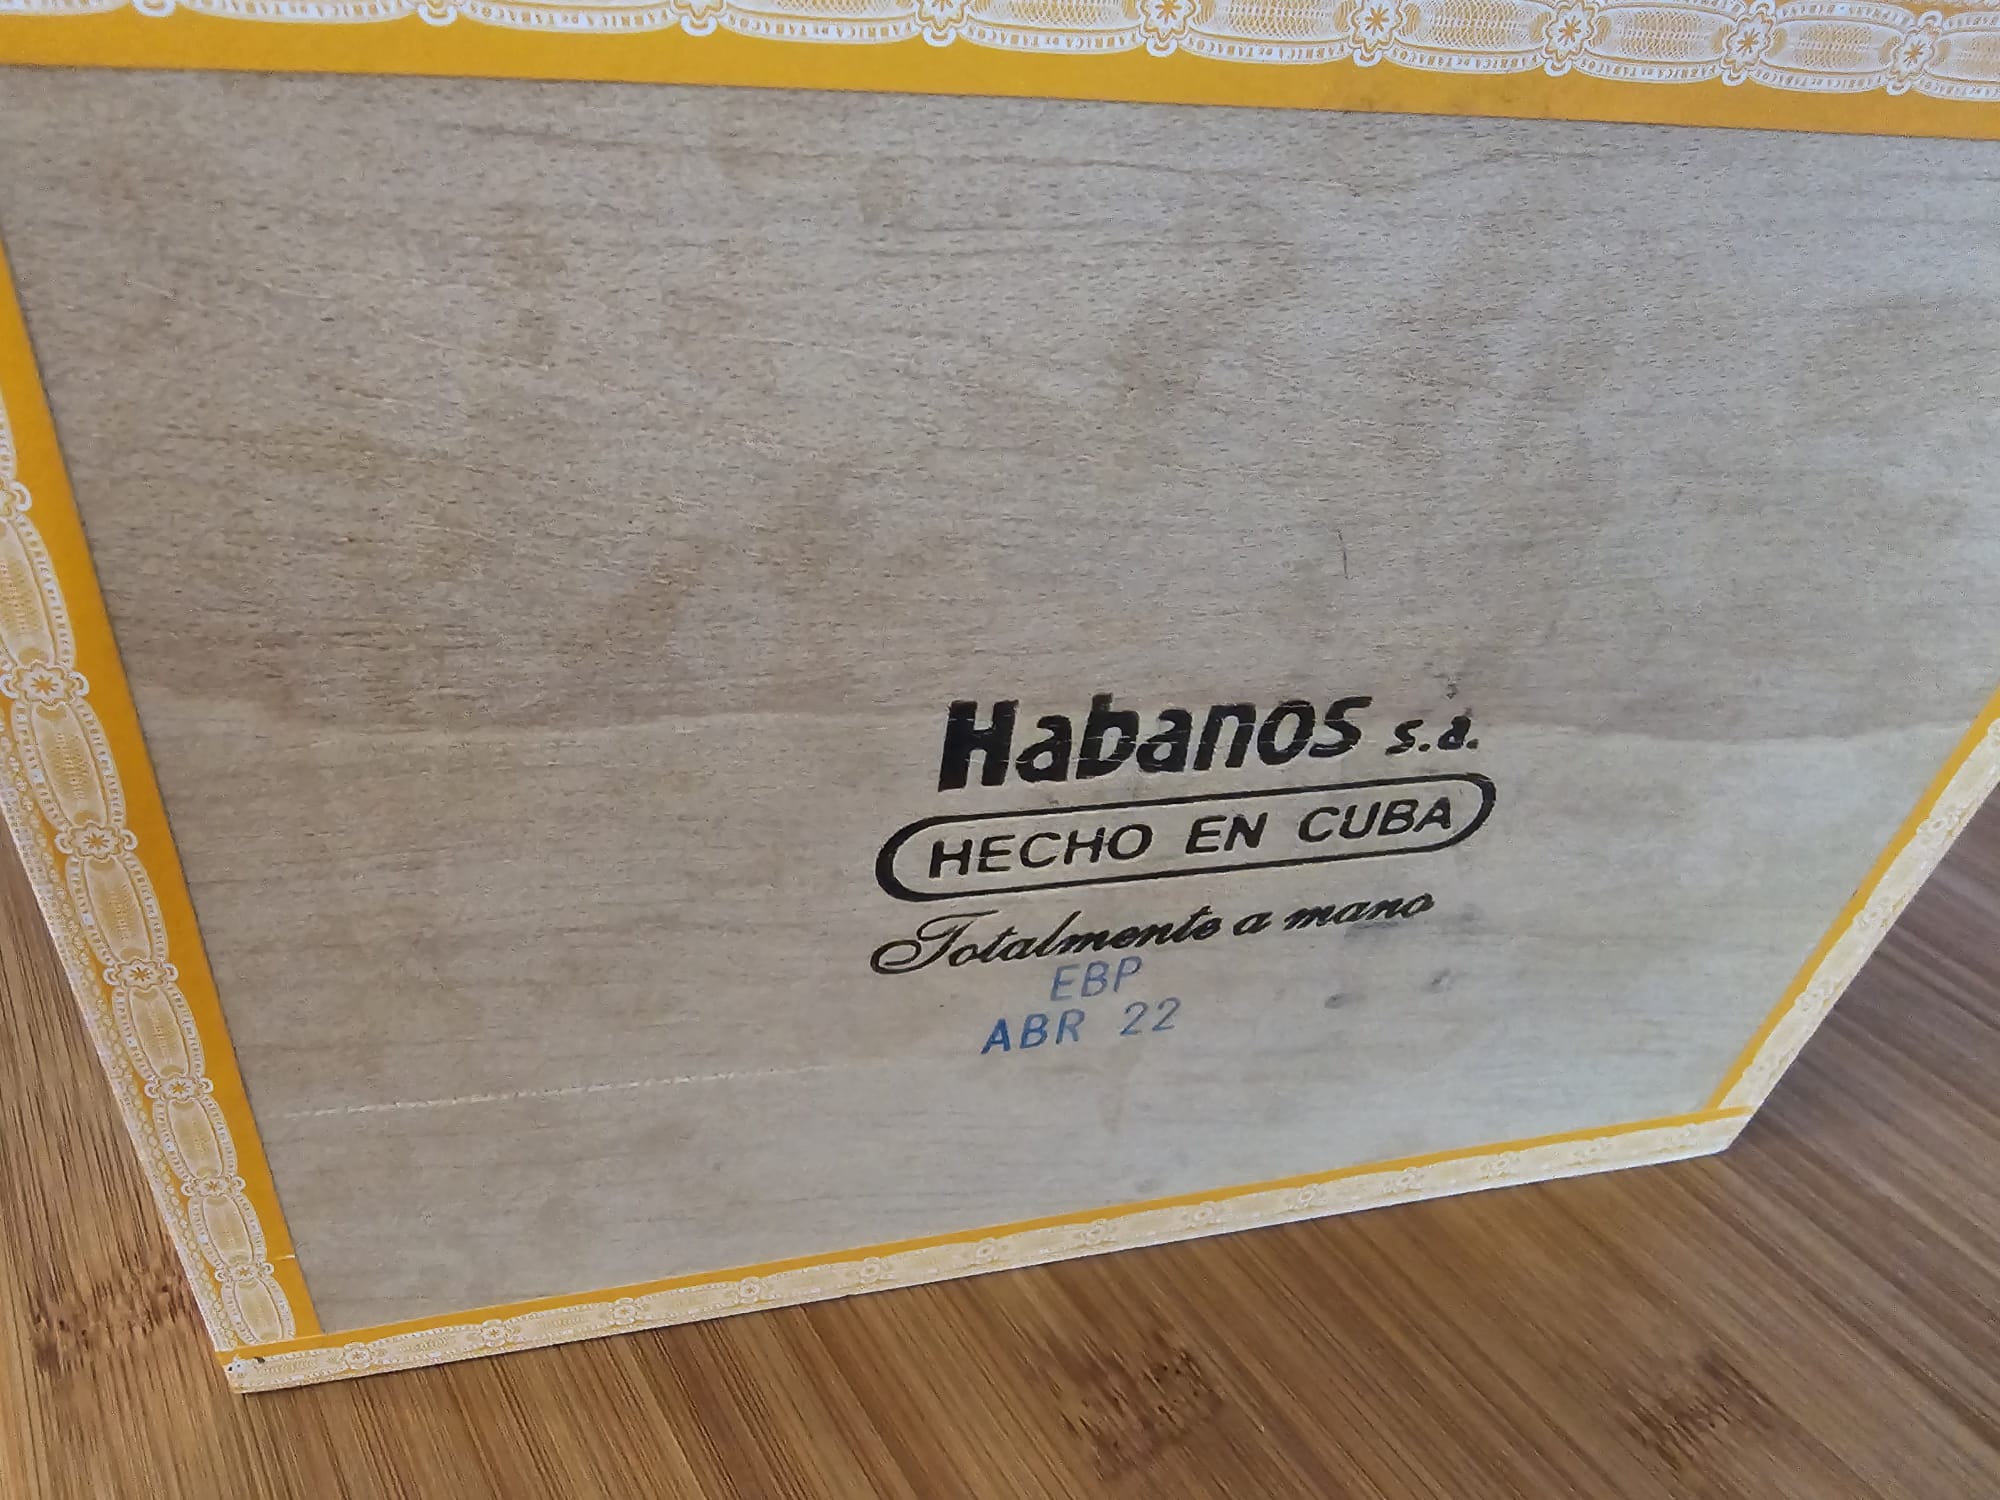 Habanos s.a.
HECHO EN CUBA
Totalmente a mano
EBP
ABR 22